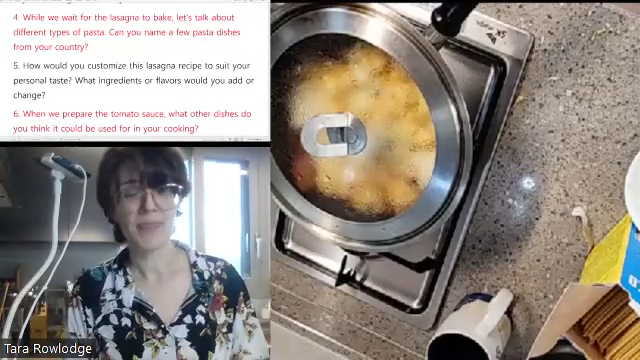 4. While we wait for the lasagna to bake, let's talk about
different types of pasta. Can you name a few pasta dishes
from your country?
5. How would you customize this lasagna recipe to suit your
personal taste? What ingredients or flavors would you add or
change?
6. When we prepare the tomato sauce, what other dishes do
you think it could be used for in your cooking?
Tara Rowlodge